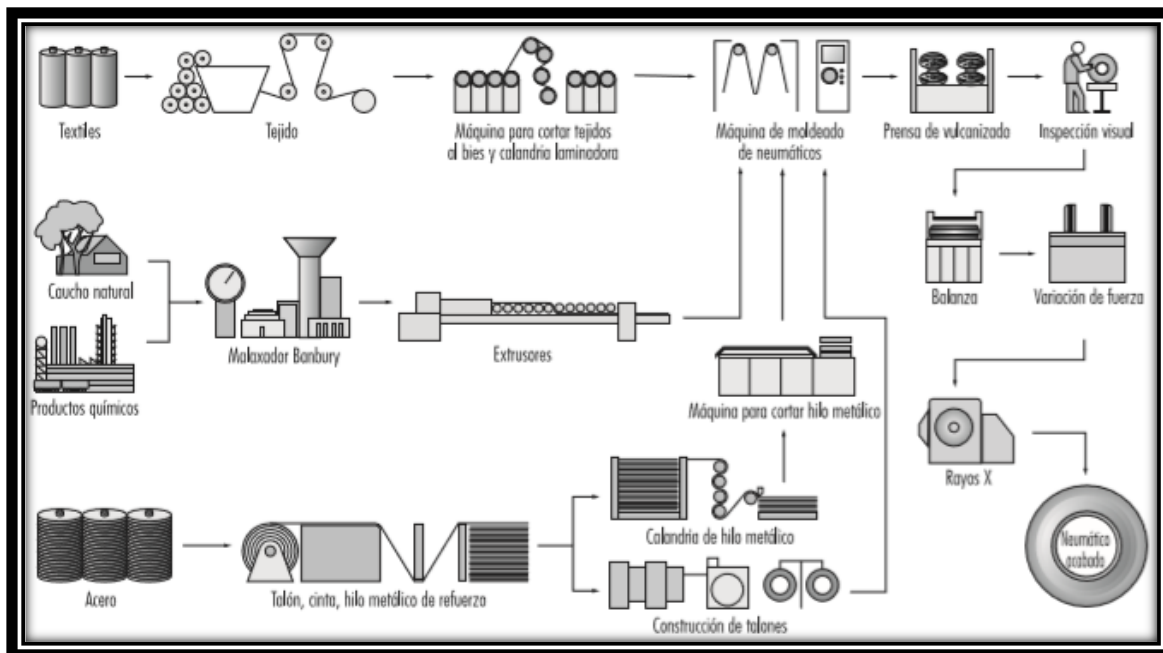 Textiles
Tejido
Máquina para cortar tejidos
al bies y calandria laminadora
Máquina de moldeado
de neumáticos
Prensa de vulcanizado
Inspección visual
Caucho natural
Productos químicos
Malaxador Banbury
Extrusores
Balanza
Variación de fuerza
Máquina para cortar hilo metálico
Rayos X
Acero
Talón, cinta, hilo metálico de refuerzo
Calandria de hilo metálico
Construcción de talones
Neumático
acabado